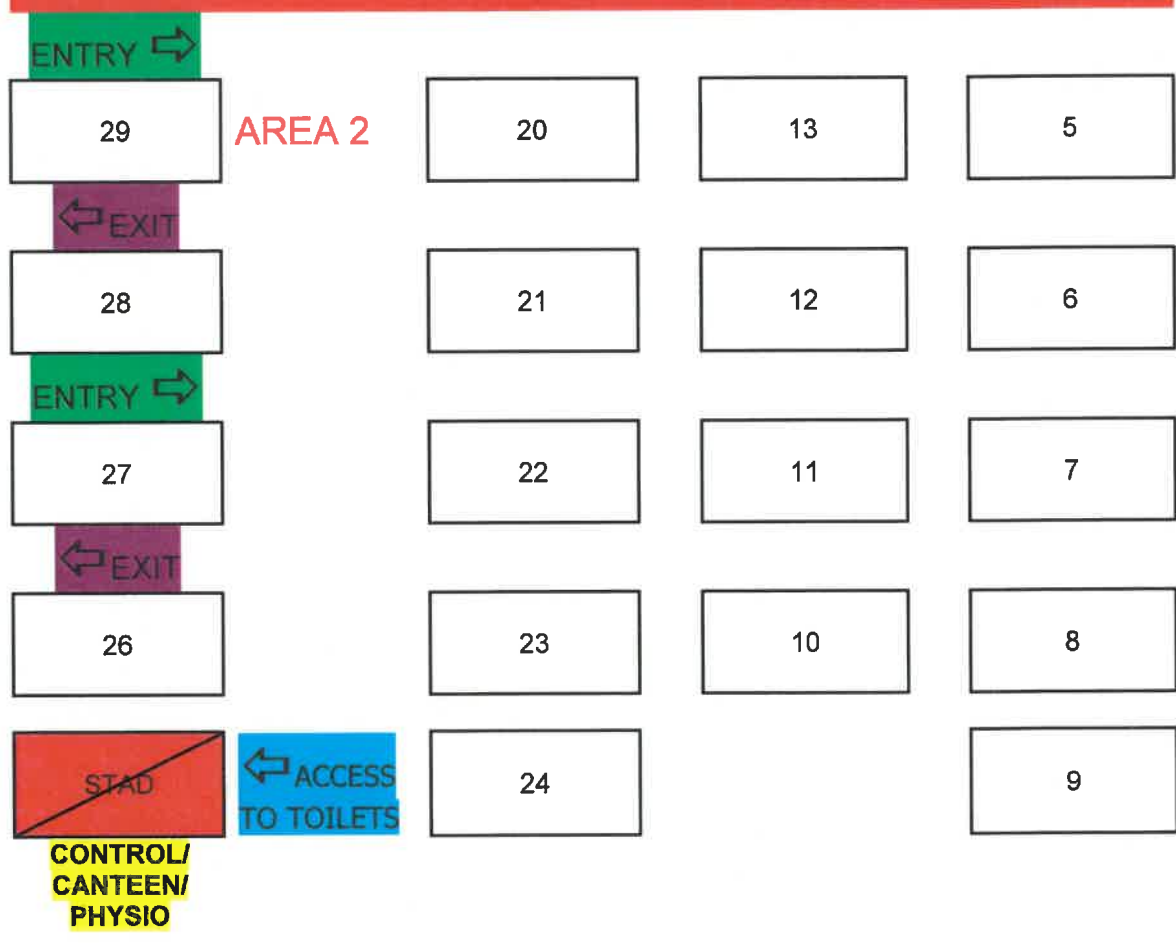 ENTRY
29 AREA 2 20 13 5
EXIT
28 21 12 6
ENTRY
27 22 11 7
EXIT
26 23 10 8
STAD ACCESS 24 9
TO TOILETS
CONTROL/
CANTEEN/
PHYSIO